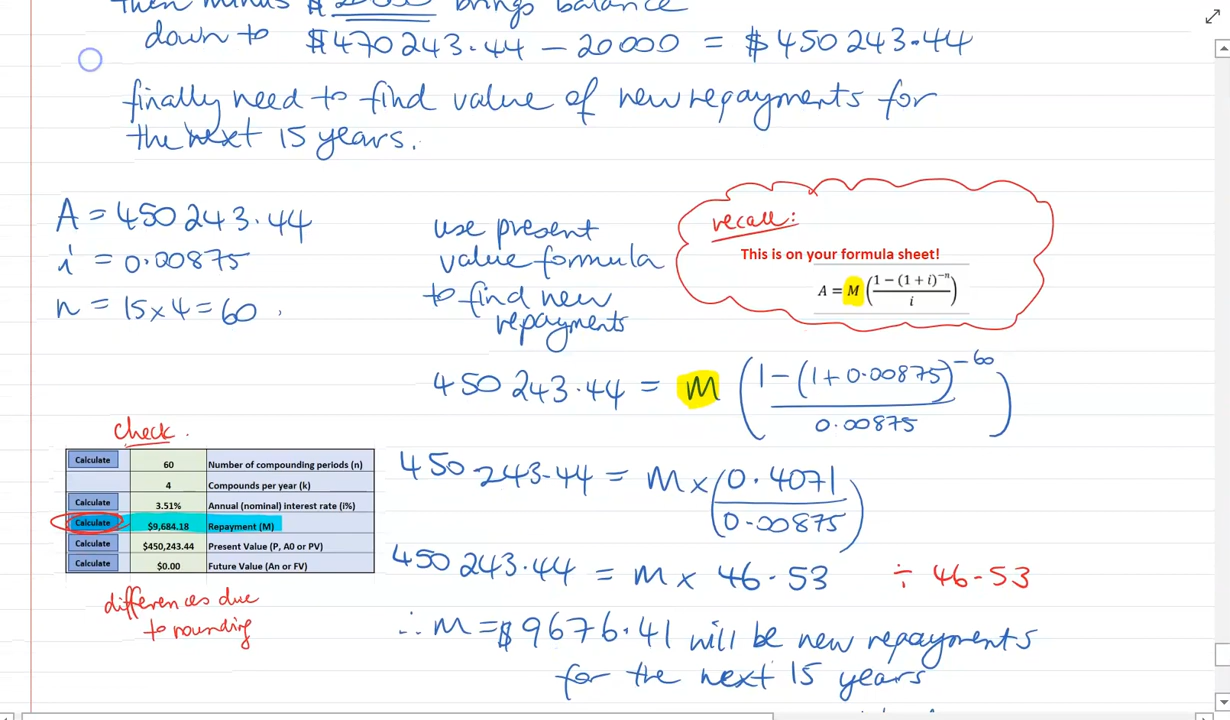 then minus $ brings balance
down to $470243.44 – 20000 = $450243.44
finally need to find value of new repayments for
the next 15 years.
A = 450243.44
i = 0.00875
n = 15 x 4 = 60
use present
value formula
to find new
repayments
recall:
This is on your formula sheet!
A = M ( (1 − (1 + i)^−n) / i )
450243.44 = M ( (1 − (1 + 0.00875)^−60) / 0.00875 )
450243.44 = M x ( 0.4071 / 0.00875 )
450243.44 = M x 46.53 ÷ 46.53
∴ M = $9676.41 will be new repayments
for the next 15 years
check.
Calculate 60 Number of compounding periods (n)
4 Compounds per year (k)
Calculate 3.51% Annual (nominal) interest rate (i%)
Calculate $9,684.18 Repayment (M)
Calculate $450,243.44 Present Value (P, A0 or PV)
Calculate $0.00 Future Value (An or FV)
differences due
to rounding